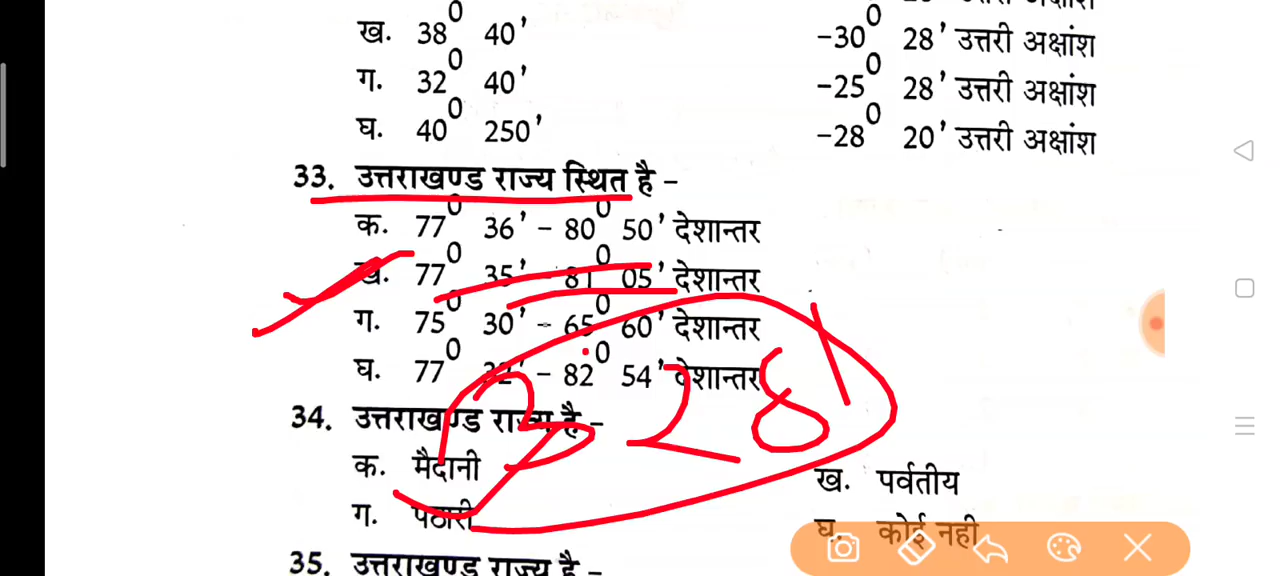 ख. 38⁰ 40' -30⁰ 28' उत्तरी अक्षांश
ग. 32⁰ 40' -25⁰ 28' उत्तरी अक्षांश
घ. 40⁰ 250' -28⁰ 20' उत्तरी अक्षांश
33. उत्तराखण्ड राज्य स्थित है –
क. 77⁰ 36' – 80⁰ 50' देशान्तर
ख. 77⁰ 35' – 81⁰ 05' देशान्तर
ग. 75⁰ 30' – 65⁰ 60' देशान्तर
घ. 77⁰ 32' – 82⁰ 54' देशान्तर
328
34. उत्तराखण्ड राज्य है –
क. मैदानी ख. पर्वतीय
ग. पठारी घ. कोई नही
35. उत्तराखण्ड राज्य है –